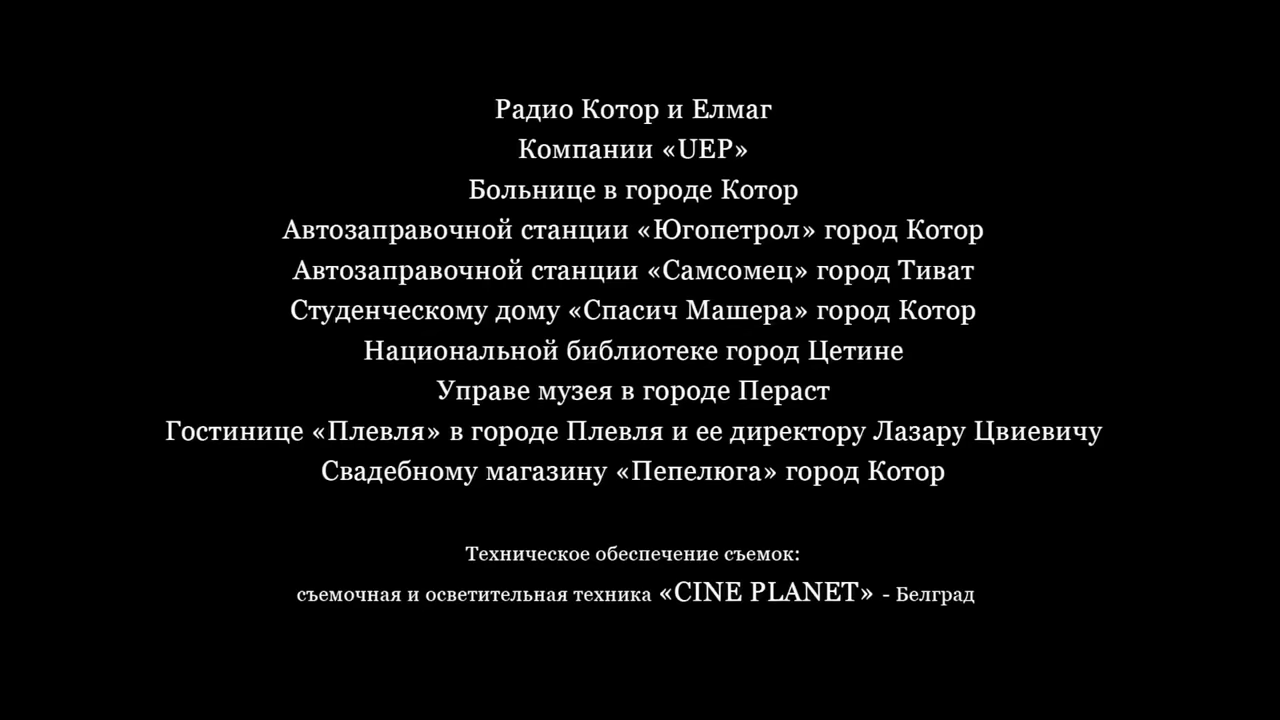 Радио Котор и Елмаг
Компании «UEP»
Больнице в городе Котор
Автозаправочной станции «Югопетрол» город Котор
Автозаправочной станции «Самсомец» город Тиват
Студенческому дому «Спасич Машера» город Котор
Национальной библиотеке город Цетине
Управе музея в городе Пераст
Гостинице «Плевля» в городе Плевля и ее директору Лазару Цвиевичу
Свадебному магазину «Пепелюга» город Котор
Техническое обеспечение съемок:
съемочная и осветительная техника «CINE PLANET» - Белград